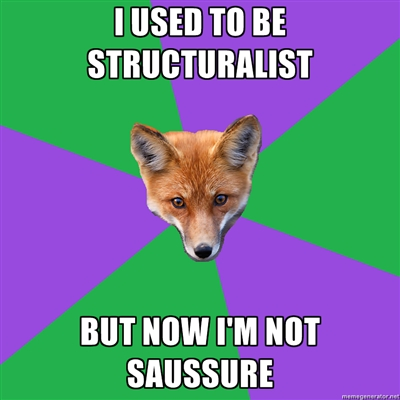 I USED TO BE
STRUCTURALIST
BUT NOW I'M NOT
SAUSSURE
memegenerator.net